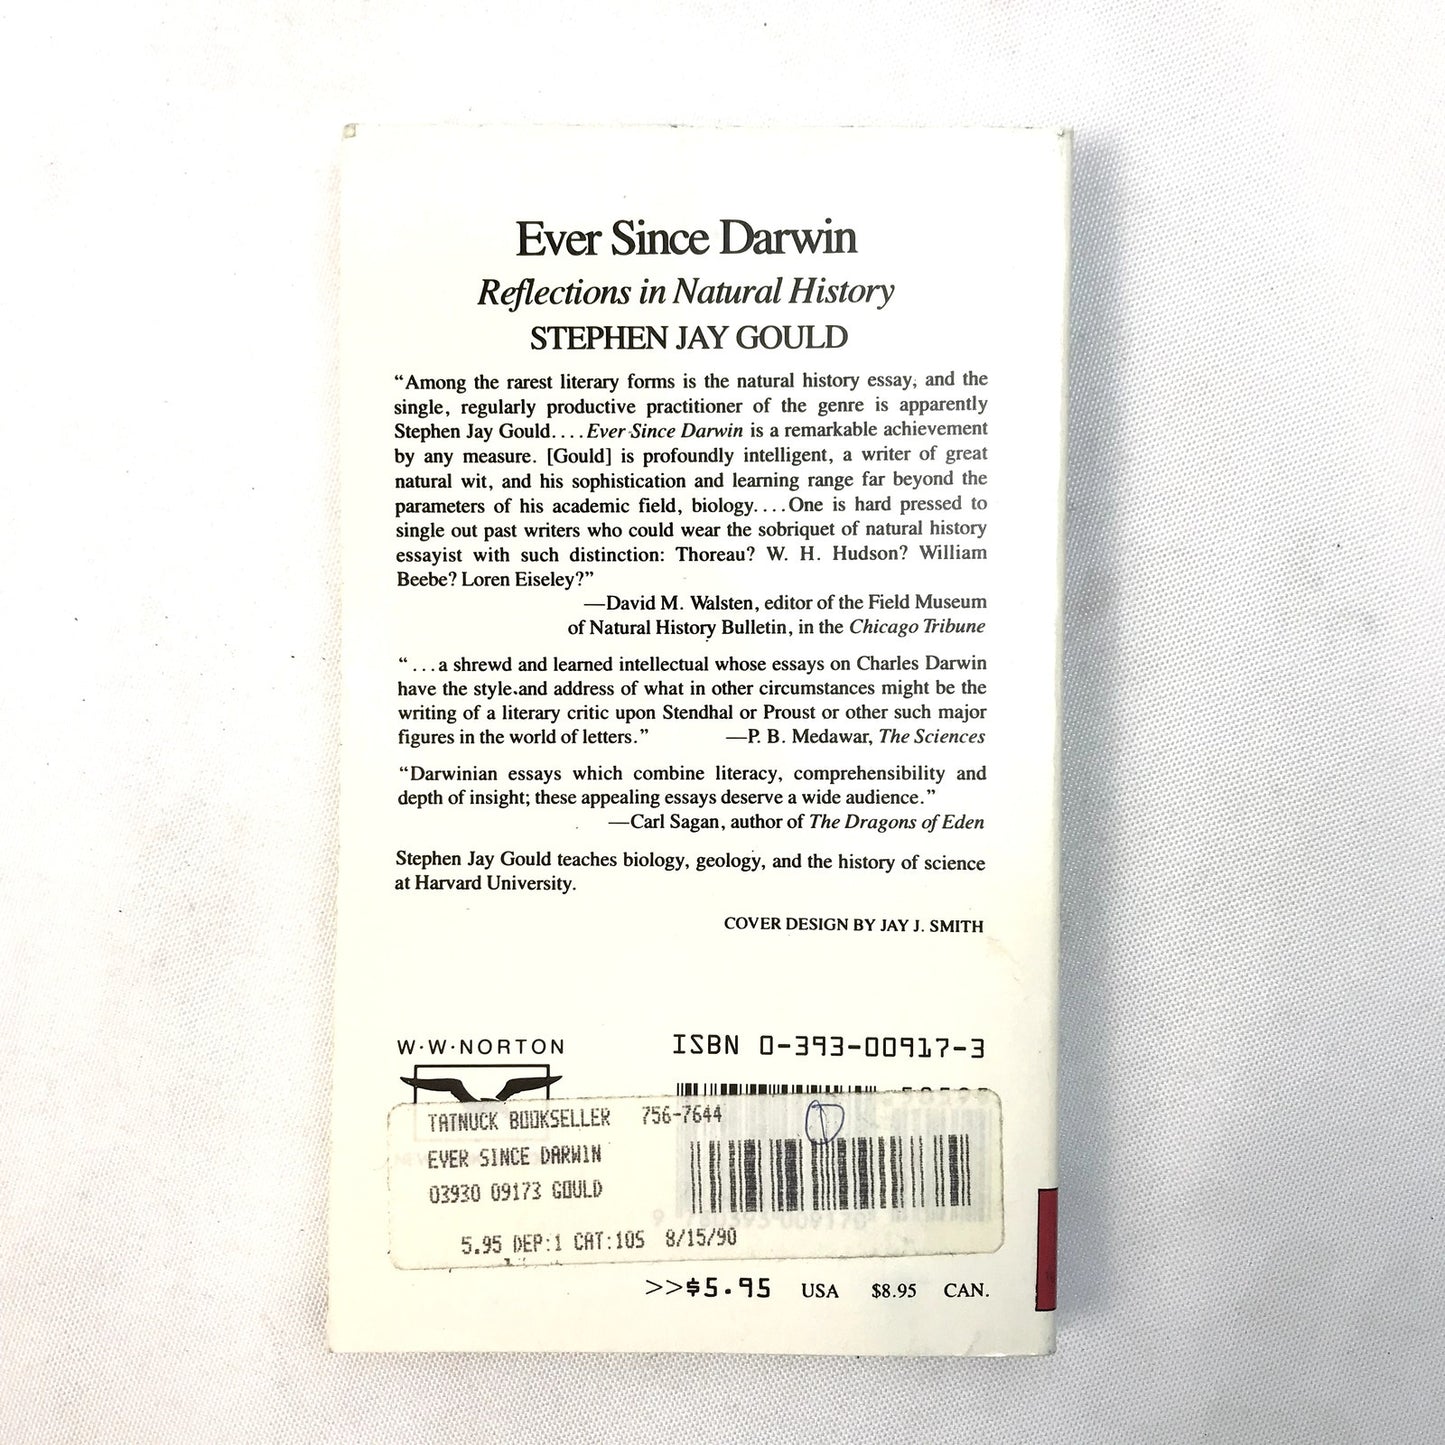 Ever Since Darwin
Reflections in Natural History
STEPHEN JAY GOULD
“Among the rarest literary forms is the natural history essay, and the
single, regularly productive practitioner of the genre is apparently
Stephen Jay Gould.... Ever Since Darwin is a remarkable achievement
by any measure. [Gould] is profoundly intelligent, a writer of great
natural wit, and his sophistication and learning range far beyond the
parameters of his academic field, biology.... One is hard pressed to
single out past writers who could wear the sobriquet of natural history
essayist with such distinction: Thoreau? W. H. Hudson? William
Beebe? Loren Eiseley?”
—David M. Walsten, editor of the Field Museum
of Natural History Bulletin, in the Chicago Tribune
“...a shrewd and learned intellectual whose essays on Charles Darwin
have the style and address of what in other circumstances might be the
writing of a literary critic upon Stendhal or Proust or other such major
figures in the world of letters.” —P. B. Medawar, The Sciences
“Darwinian essays which combine literacy, comprehensibility and
depth of insight; these appealing essays deserve a wide audience.”
—Carl Sagan, author of The Dragons of Eden
Stephen Jay Gould teaches biology, geology, and the history of science
at Harvard University.
COVER DESIGN BY JAY J. SMITH
W·W·NORTON
ISBN 0-393-00917-3
TATNUCK BOOKSELLER 756-7644
EVER SINCE DARWIN
03930 09173 GOULD
9 780393 009170
5.95 DEP:1 CAT:10S 8/15/90
>>$5.95 USA $8.95 CAN.